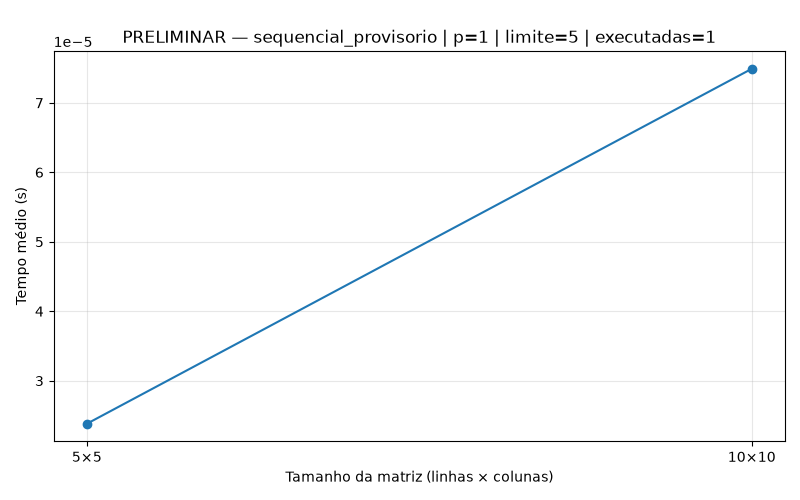 PRELIMINAR — sequencial_provisorio | p=1 | limite=5 | executadas=1
1e−5
7
6
5
4
3
Tempo médio (s)
5×5
10×10
Tamanho da matriz (linhas × colunas)